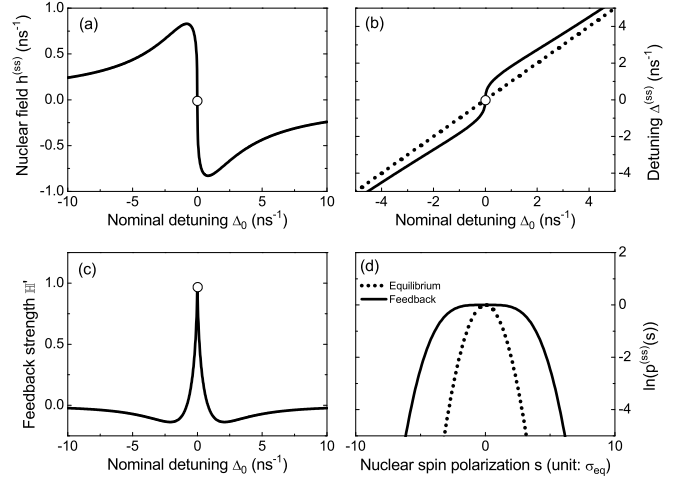 (a)
Nuclear field h(ss) (ns-1)
1.0
0.5
0.0
-0.5
-1.0
-10 -5 0 5 10
Nominal detuning Δ0 (ns-1)
(b)
Detuning Δ(ss) (ns-1)
4
2
0
-2
-4
-4 -2 0 2 4
Nominal detuning Δ0 (ns-1)
(c)
Feedback strength ℍ'
1.0
0.5
0.0
-10 -5 0 5 10
Nominal detuning Δ0 (ns-1)
(d)
Equilibrium
Feedback
ln(p(ss)(s))
2
0
-2
-4
-10 -5 0 5 10
Nuclear spin polarization s (unit: σeq)